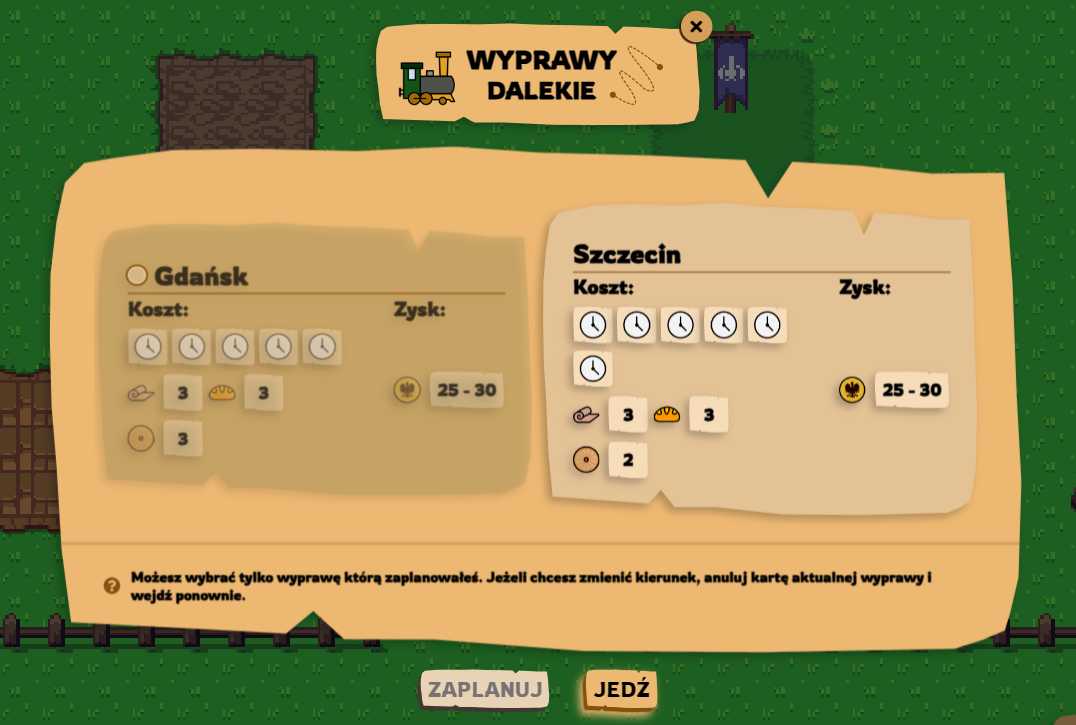 WYPRAWY
DALEKIE
Gdańsk
Koszt:
Zysk:
3
3
25 - 30
3
Szczecin
Koszt:
Zysk:
3
3
25 - 30
2
Możesz wybrać tylko wyprawę którą zaplanowałeś. Jeżeli chcesz zmienić kierunek, anuluj kartę aktualnej wyprawy i
wejdź ponownie.
ZAPLANUJ
JEDŹ